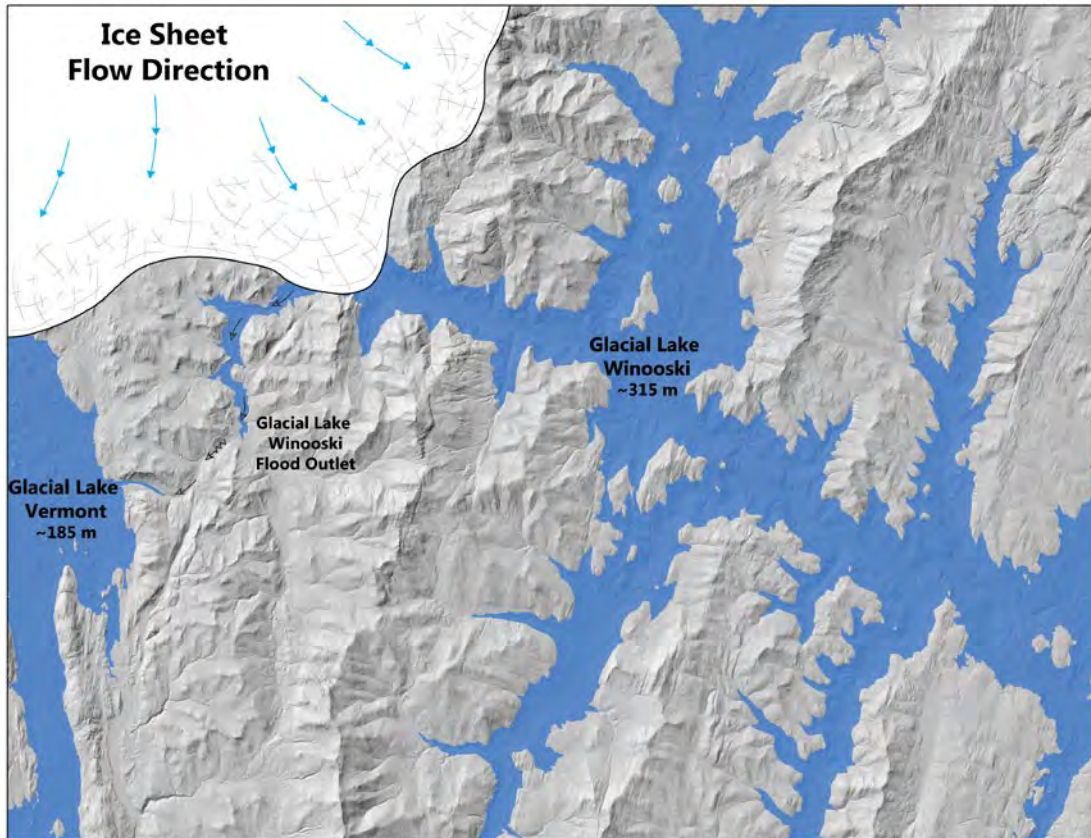 Ice Sheet
Flow Direction
Glacial Lake
Winooski
~315 m
Glacial Lake
Winooski
Flood Outlet
Glacial Lake
Vermont
~185 m